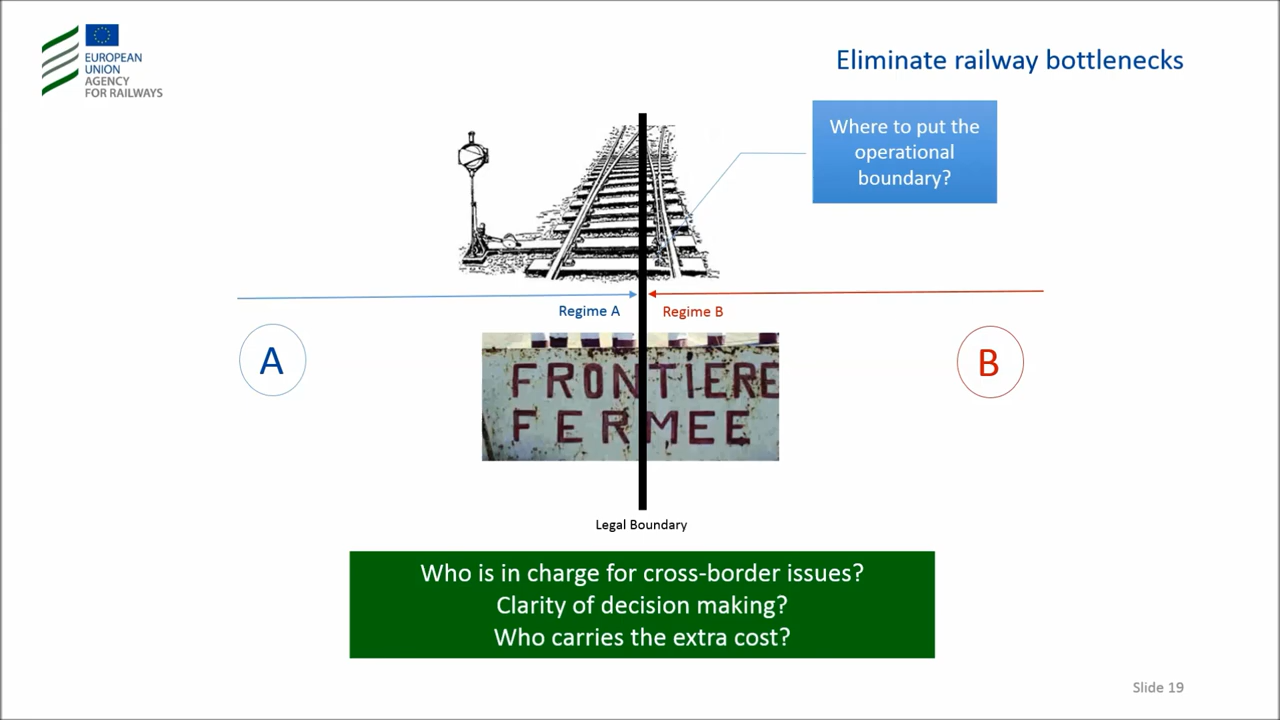 EUROPEAN
UNION
AGENCY
FOR RAILWAYS
Eliminate railway bottlenecks
Where to put the
operational
boundary?
Regime A
Regime B
A
B
FRONTIERE
FERMEE
Legal Boundary
Who is in charge for cross-border issues?
Clarity of decision making?
Who carries the extra cost?
Slide 19